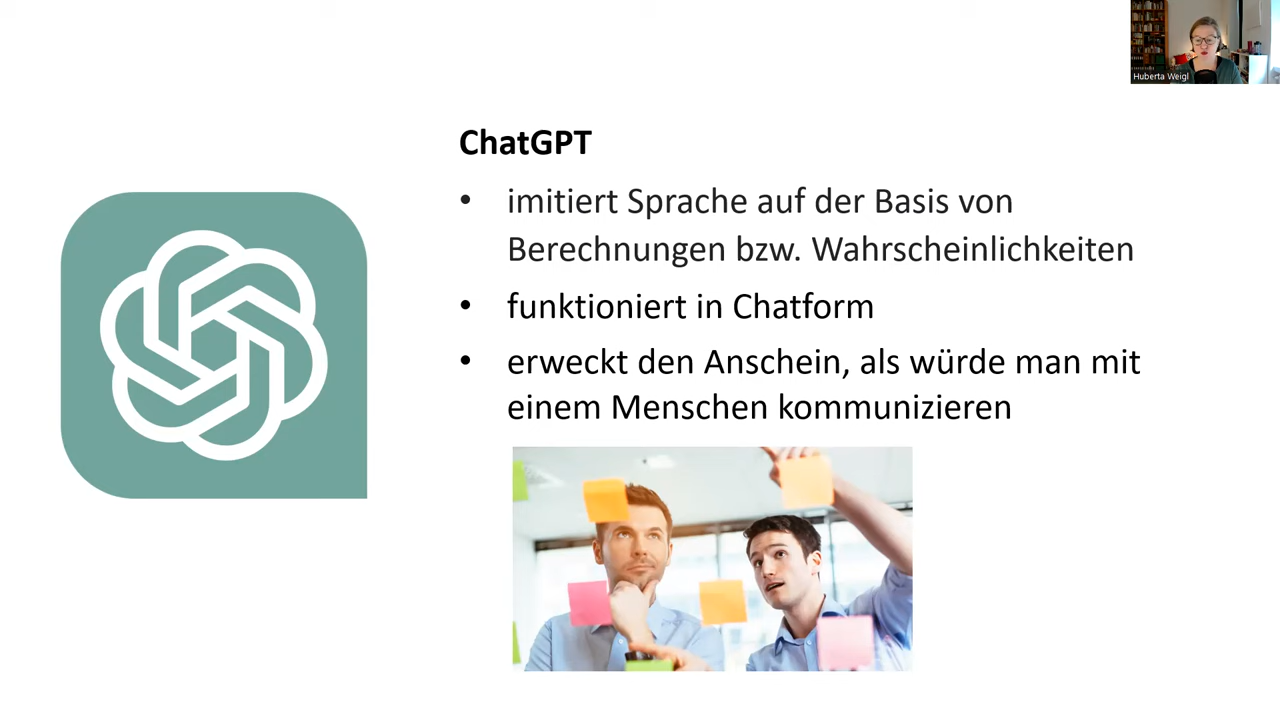 Huberta Weigl
ChatGPT
• imitiert Sprache auf der Basis von
Berechnungen bzw. Wahrscheinlichkeiten
• funktioniert in Chatform
• erweckt den Anschein, als würde man mit
einem Menschen kommunizieren